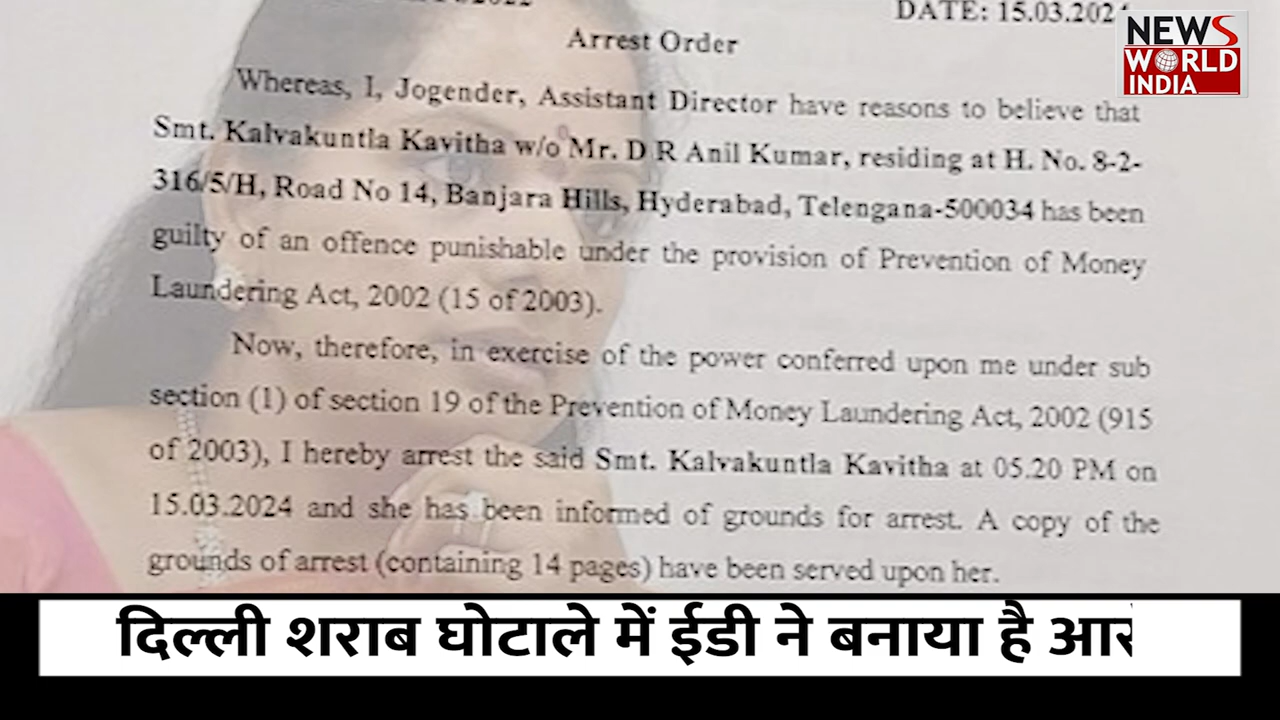 DATE: 15.03.2024
Arrest Order
Whereas, I, Jogender, Assistant Director have reasons to believe that
Smt. Kalvakuntla Kavitha w/o Mr. D R Anil Kumar, residing at H. No. 8-2-
316/5/H, Road No 14, Banjara Hills, Hyderabad, Telengana-500034 has been
guilty of an offence punishable under the provision of Prevention of Money
Laundering Act, 2002 (15 of 2003).
Now, therefore, in exercise of the power conferred upon me under sub
section (1) of section 19 of the Prevention of Money Laundering Act, 2002 (915
of 2003), I hereby arrest the said Smt. Kalvakuntla Kavitha at 05.20 PM on
15.03.2024 and she has been informed of grounds for arrest. A copy of the
grounds of arrest (containing 14 pages) have been served upon her.
NEWS
WORLD
INDIA
दिल्ली शराब घोटाले में ईडी ने बनाया है